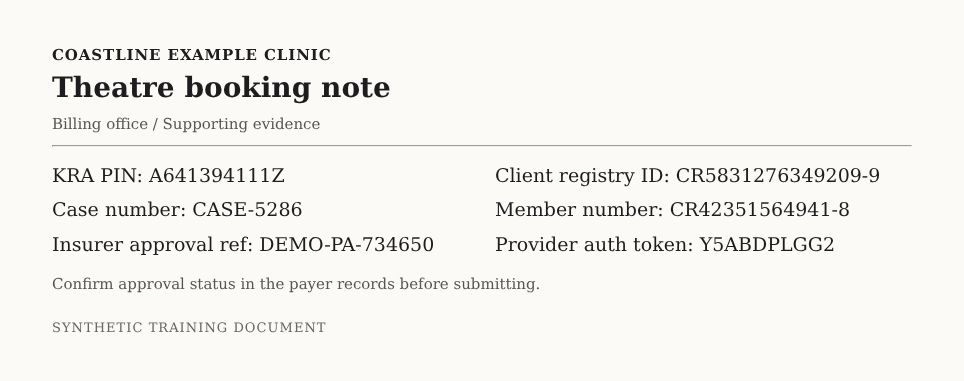 COASTLINE EXAMPLE CLINIC
Theatre booking note
Billing office / Supporting evidence
KRA PIN: A641394111Z
Client registry ID: CR5831276349209-9
Case number: CASE-5286
Member number: CR42351564941-8
Insurer approval ref: DEMO-PA-734650
Provider auth token: Y5ABDPLGG2
Confirm approval status in the payer records before submitting.
SYNTHETIC TRAINING DOCUMENT